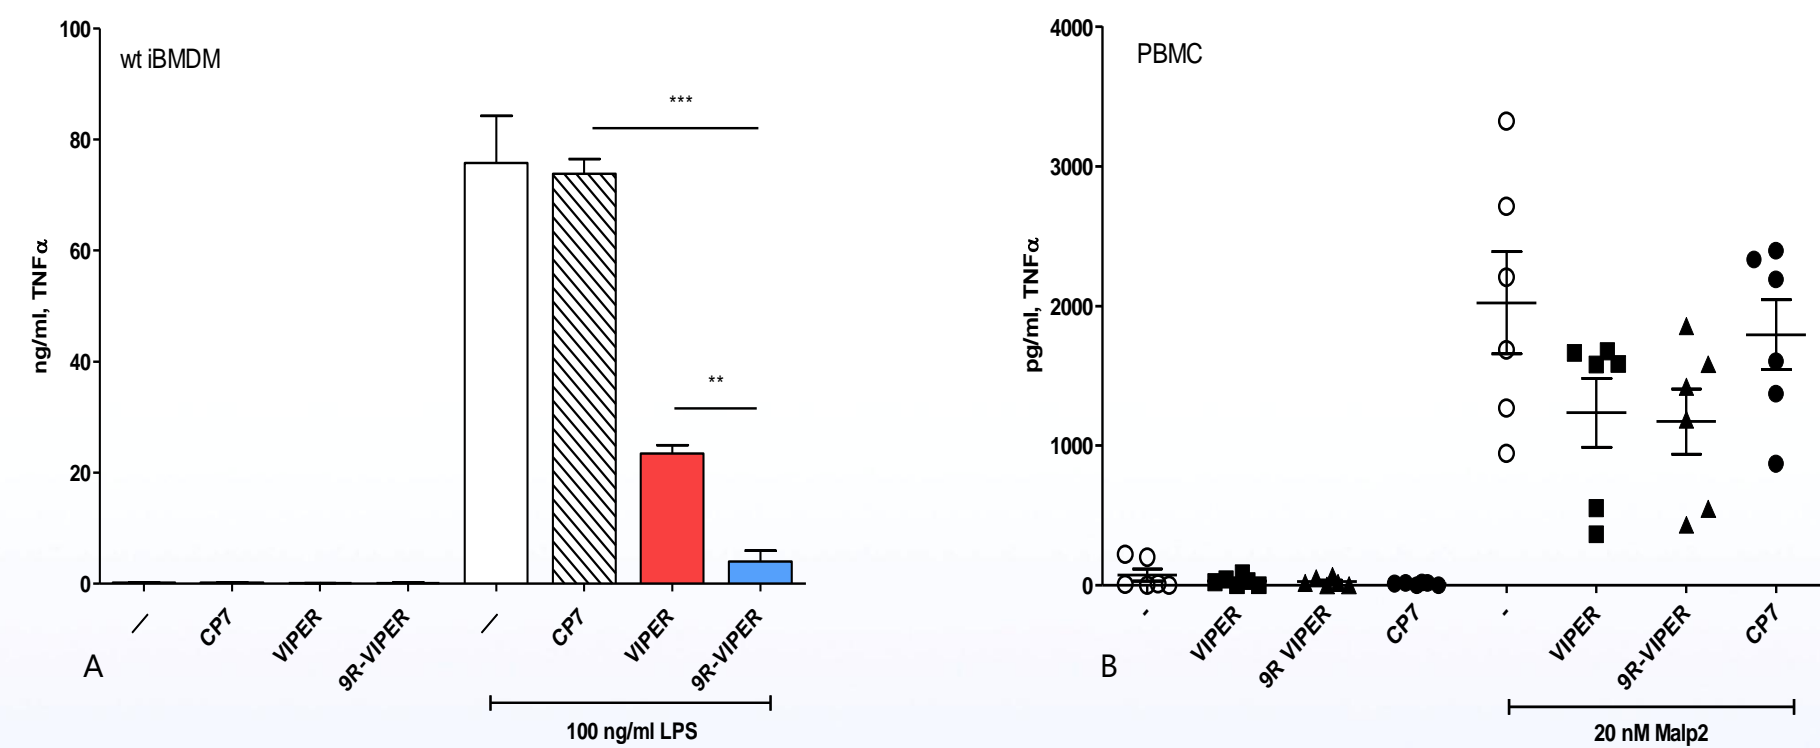 wt iBMDM
100
80
60
40
20
0
ng/ml, TNFα
***
**
/
CP7
VIPER
9R-VIPER
/
CP7
VIPER
9R-VIPER
100 ng/ml LPS
A
PBMC
4000
3000
2000
1000
0
pg/ml, TNFα
-
VIPER
9R VIPER
CP7
-
VIPER
9R-VIPER
CP7
20 nM Malp2
B